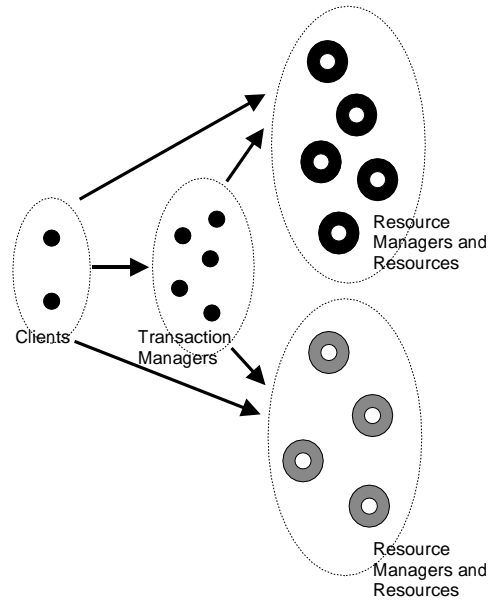 Resource
Managers and
Resources
Clients
Transaction
Managers
Resource
Managers and
Resources